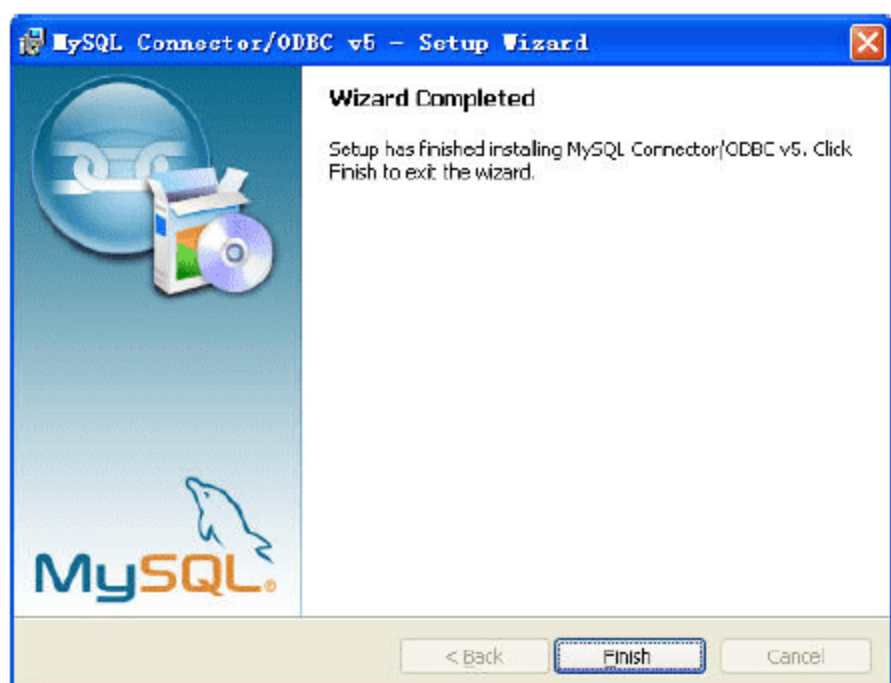 MySQL Connector/ODBC v5 - Setup Wizard
Wizard Completed
Setup has finished installing MySQL Connector/ODBC v5. Click
Finish to exit the wizard.
MySQL®
< Back
Finish
Cancel